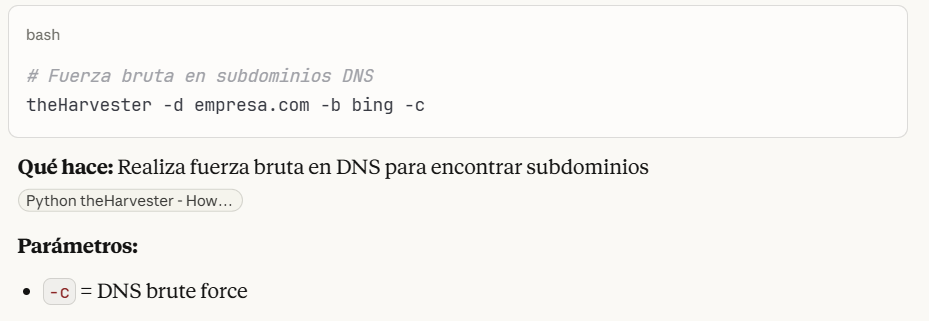 bash
# Fuerza bruta en subdominios DNS
theHarvester -d empresa.com -b bing -c
Qué hace: Realiza fuerza bruta en DNS para encontrar subdominios
Python theHarvester - How...
Parámetros:
• -c = DNS brute force